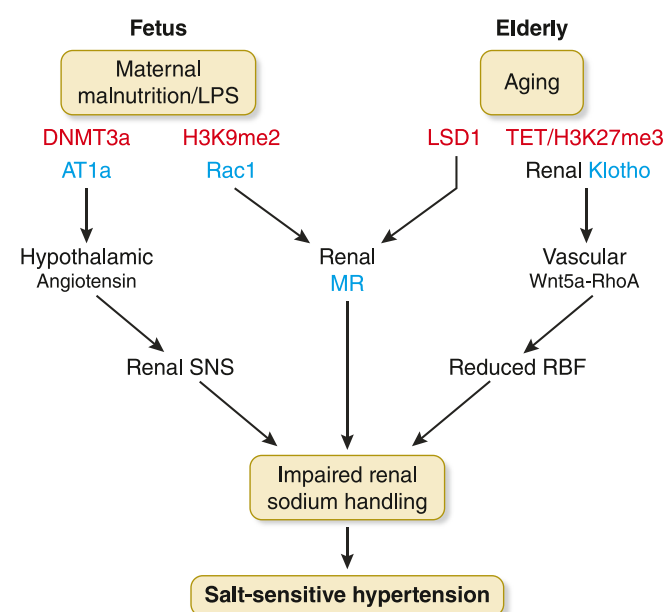 Fetus
Elderly
Maternal
malnutrition/LPS
Aging
DNMT3a
H3K9me2
LSD1
TET/H3K27me3
AT1a
Rac1
Renal Klotho
Hypothalamic
Angiotensin
Renal
MR
Vascular
Wnt5a-RhoA
Renal SNS
Reduced RBF
Impaired renal
sodium handling
Salt-sensitive hypertension